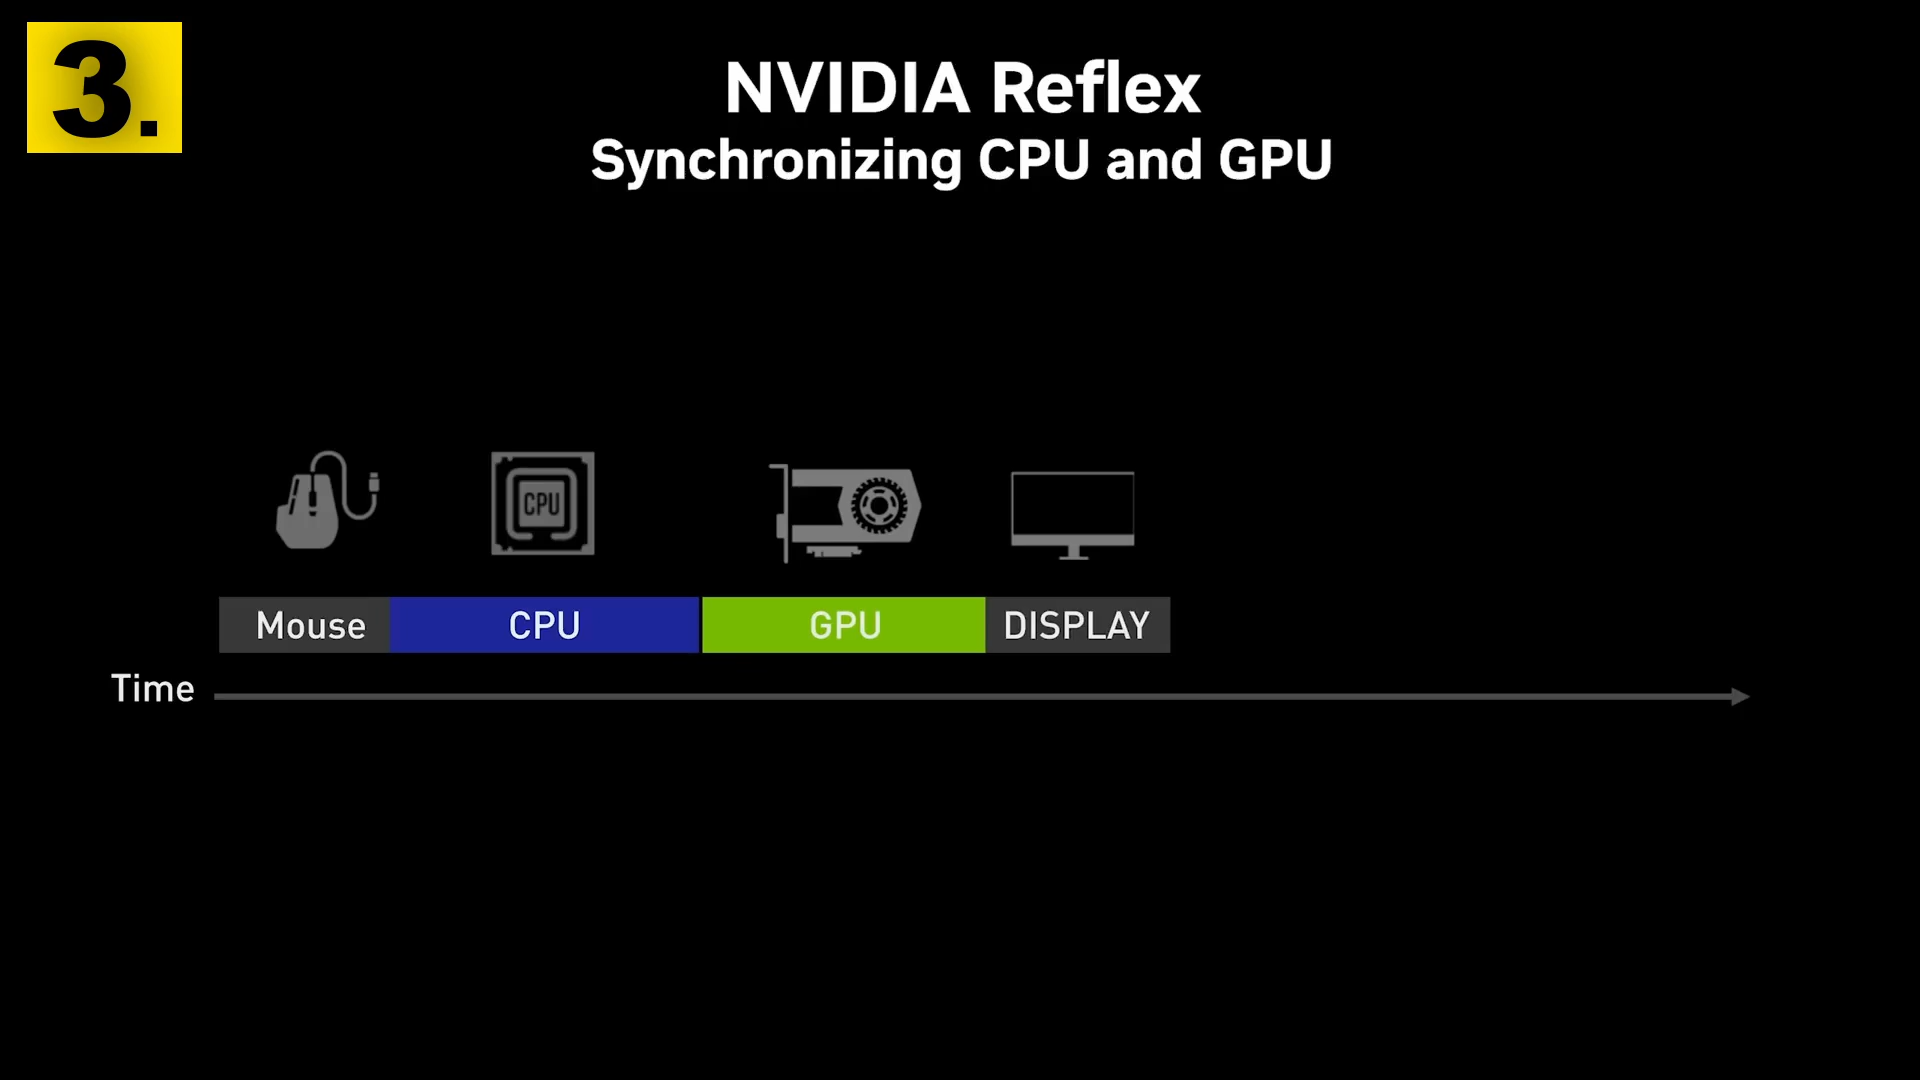 3.
NVIDIA Reflex
Synchronizing CPU and GPU
CPU
Mouse CPU GPU DISPLAY
Time